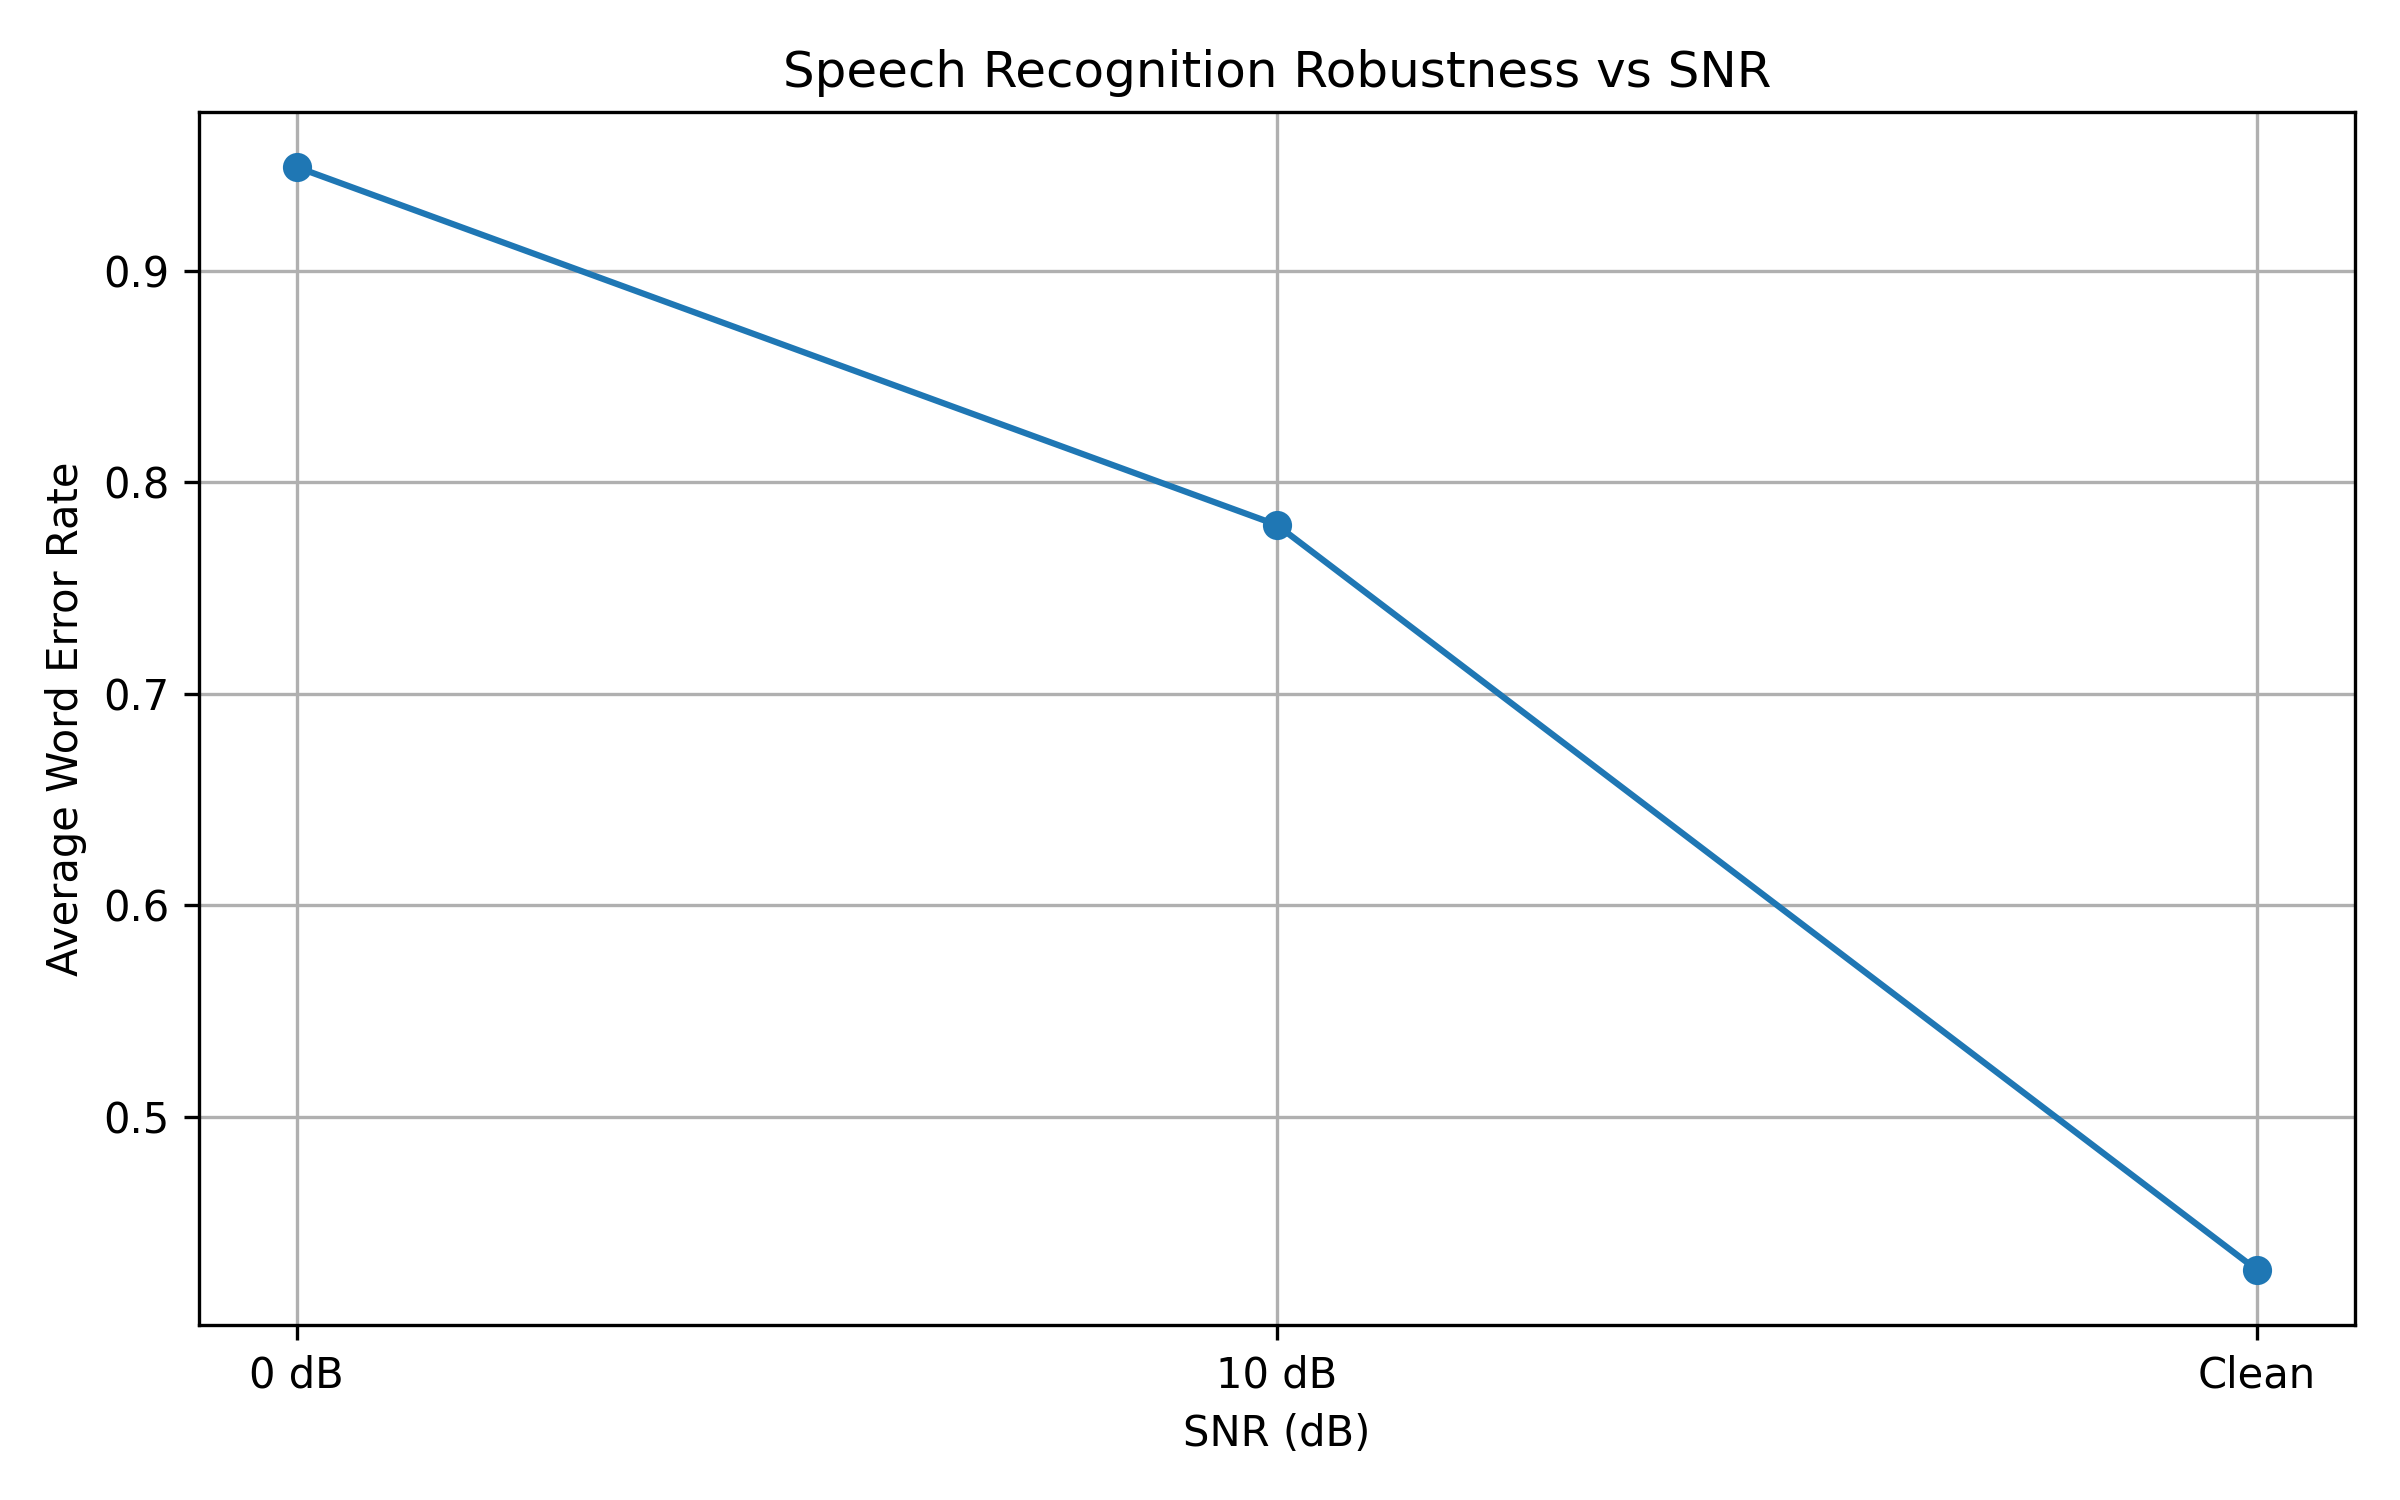 Speech Recognition Robustness vs SNR
Average Word Error Rate
0.9
0.8
0.7
0.6
0.5
0 dB
10 dB
Clean
SNR (dB)